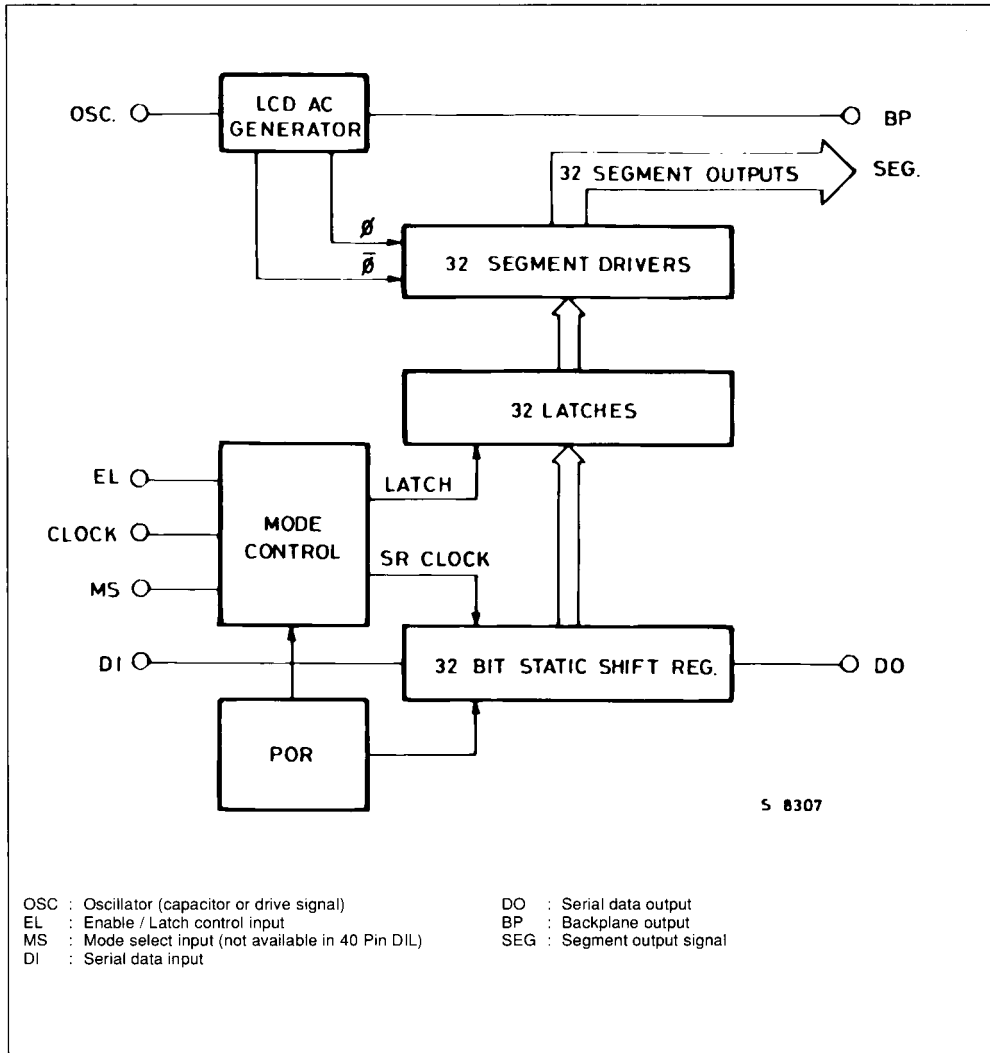 OSC.
LCD AC
GENERATOR
BP
32 SEGMENT OUTPUTS
SEG.
ø
ø̅
32 SEGMENT DRIVERS
32 LATCHES
EL
LATCH
CLOCK
MODE
CONTROL
SR CLOCK
MS
DI
32 BIT STATIC SHIFT REG.
DO
POR
S 8307
OSC : Oscillator (capacitor or drive signal)
EL : Enable / Latch control input
MS : Mode select input (not available in 40 Pin DIL)
DI : Serial data input
DO : Serial data output
BP : Backplane output
SEG : Segment output signal